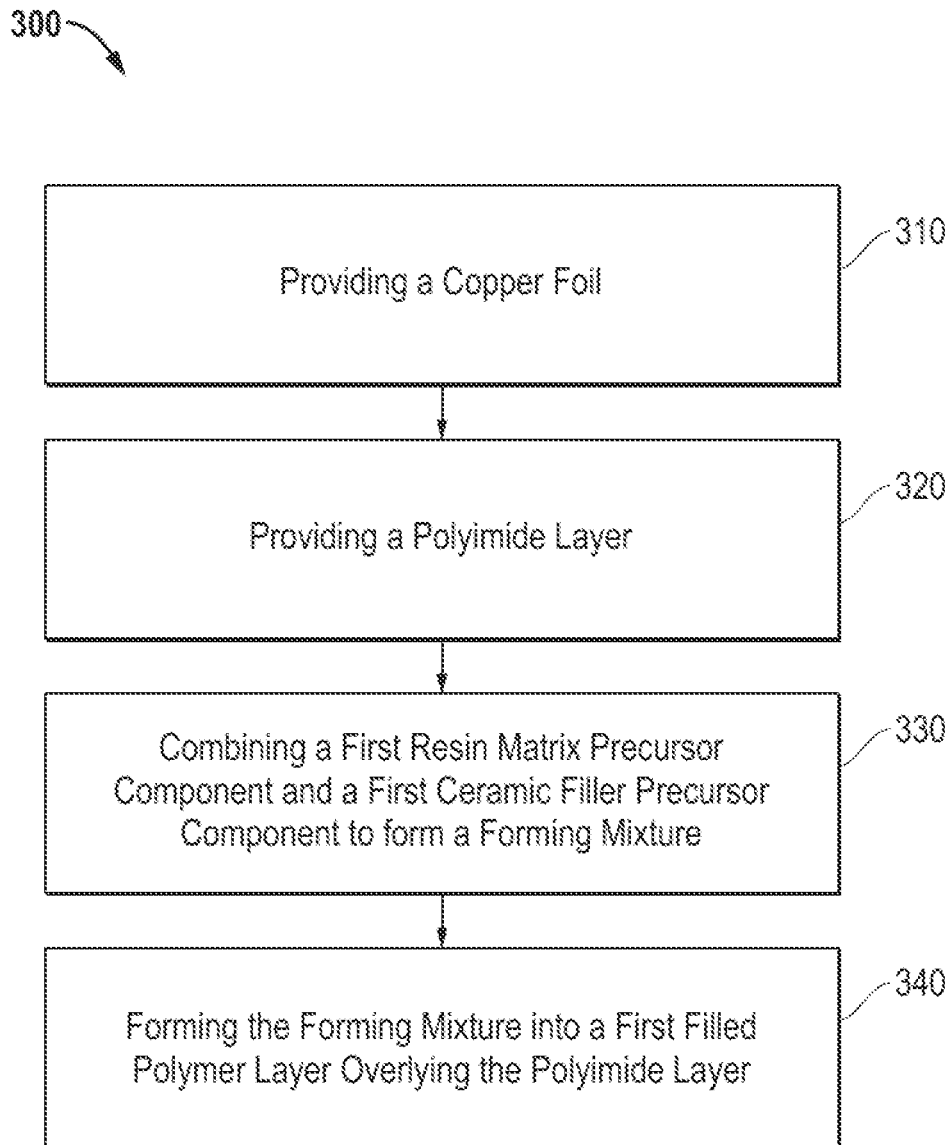 300
Providing a Copper Foil
310
Providing a Polyimide Layer
320
Combining a First Resin Matrix Precursor
Component and a First Ceramic Filler Precursor
Component to form a Forming Mixture
330
Forming the Forming Mixture into a First Filled
Polymer Layer Overlying the Polyimide Layer
340